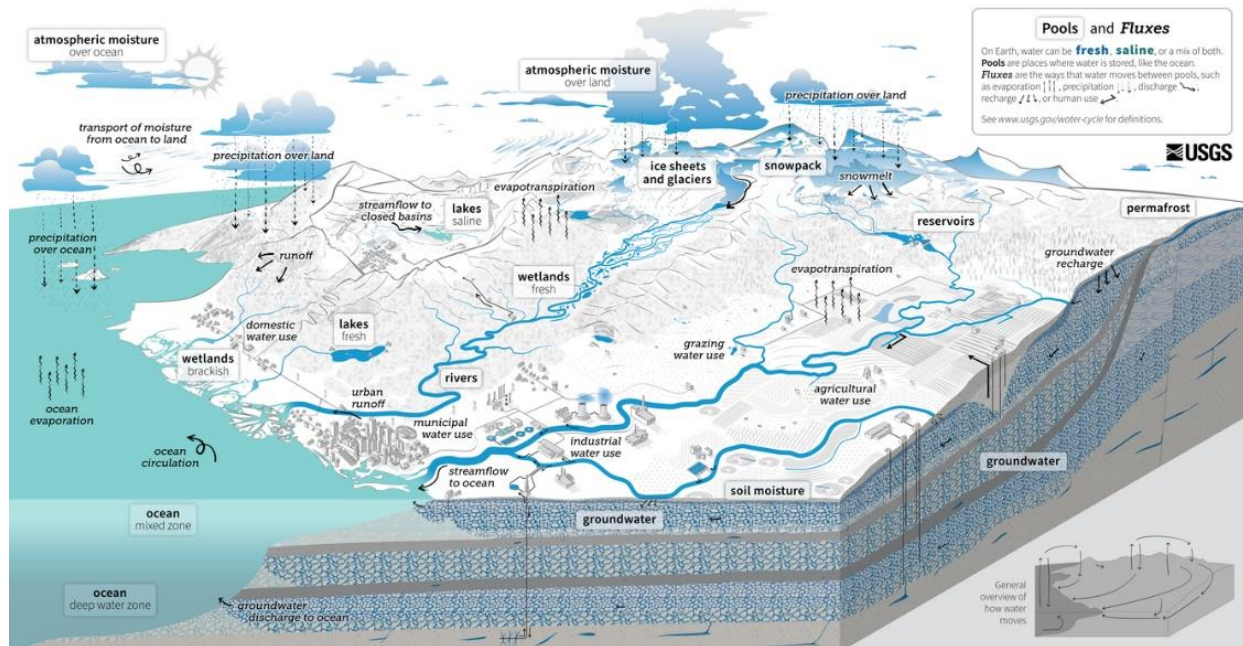 atmospheric moisture
over ocean
atmospheric moisture
over land
Pools and Fluxes
On Earth, water can be fresh, saline, or a mix of both.
Pools are places where water is stored, like the ocean.
Fluxes are the ways that water moves between pools, such
as evaporation, precipitation, discharge,
recharge, or human use.
See www.usgs.gov/water-cycle for definitions.
USGS
transport of moisture
from ocean to land
precipitation over land
precipitation over land
ice sheets
and glaciers
snowpack
snowmelt
evapotranspiration
streamflow to
closed basins
lakes
saline
permafrost
reservoirs
precipitation
over ocean
runoff
groundwater
recharge
wetlands
fresh
evapotranspiration
domestic
water use
lakes
fresh
grazing
water use
wetlands
brackish
rivers
agricultural
water use
urban
runoff
ocean
evaporation
municipal
water use
industrial
water use
ocean
circulation
streamflow
to ocean
groundwater
soil moisture
ocean
mixed zone
groundwater
ocean
deep water zone
groundwater
discharge to ocean
General
overview of
how water
moves